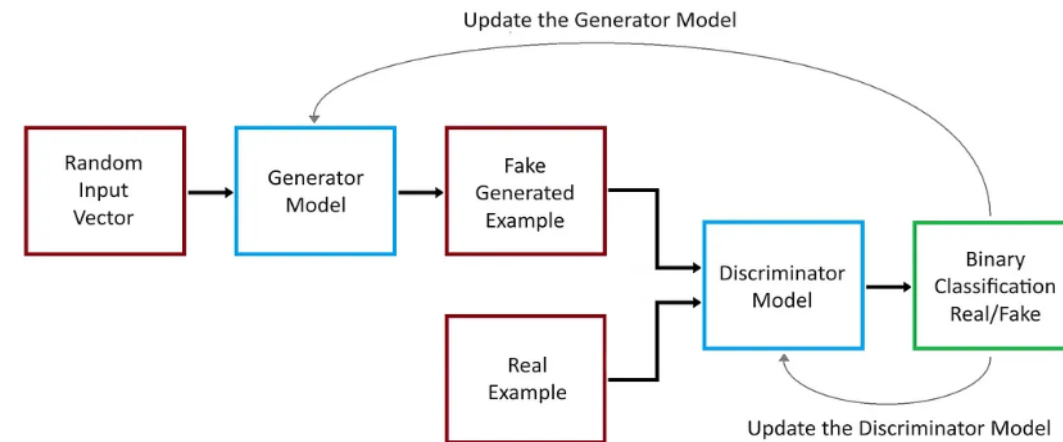 Update the Generator Model
Random
Input
Vector
Generator
Model
Fake
Generated
Example
Real
Example
Discriminator
Model
Binary
Classification
Real/Fake
Update the Discriminator Model